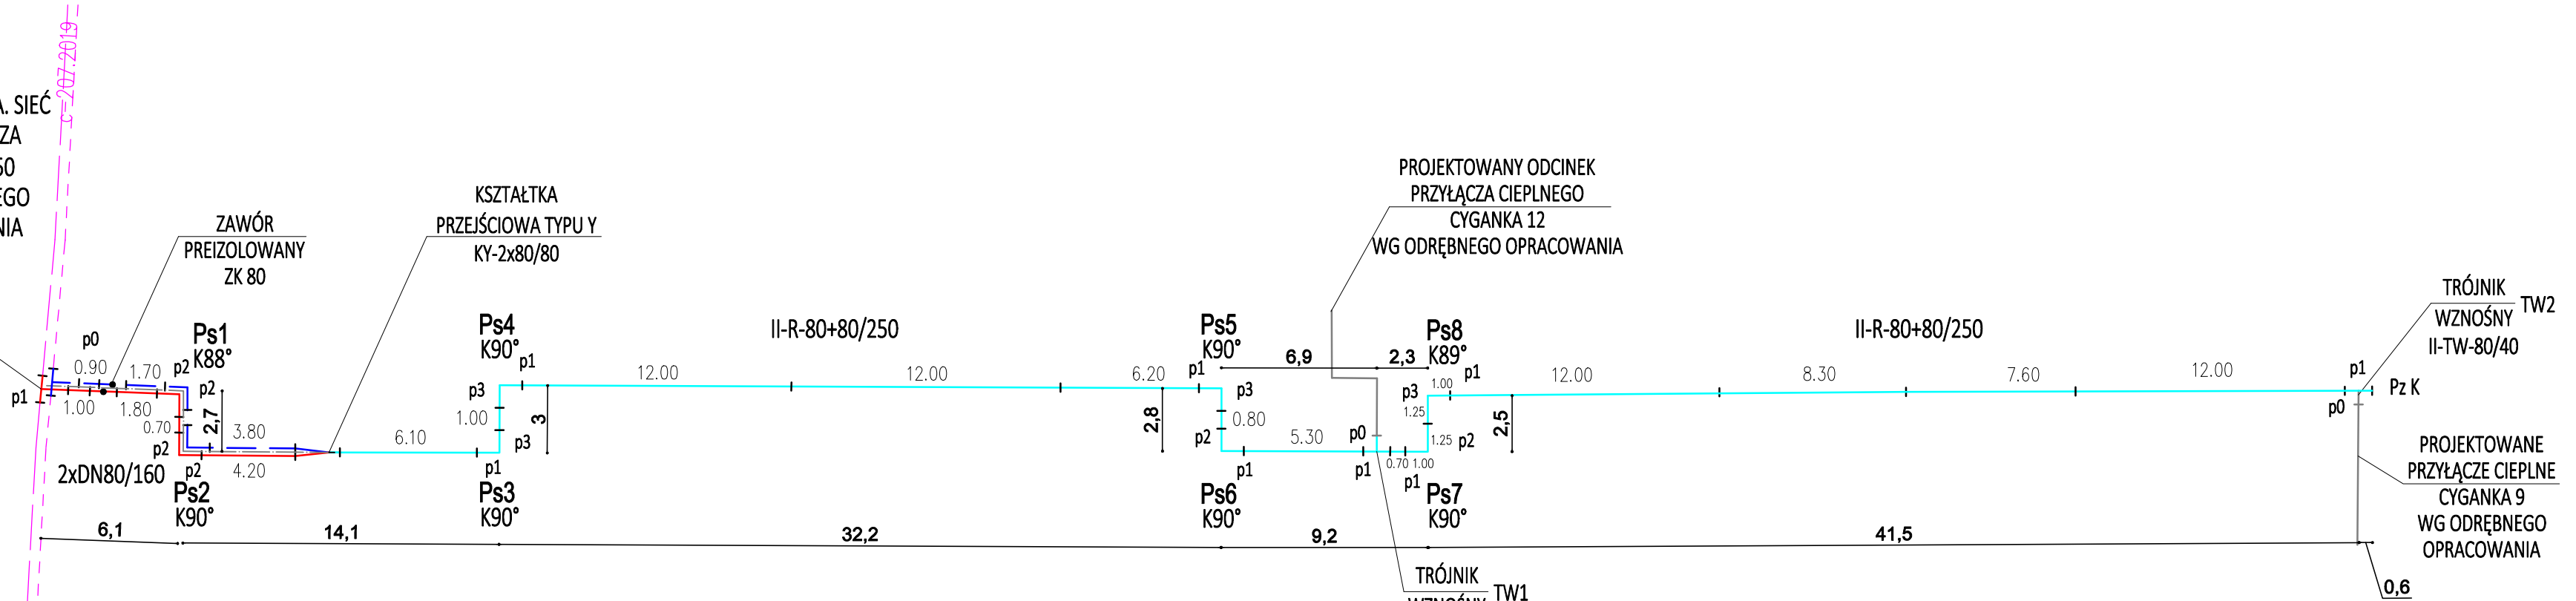 c 207.2019
A. SIEĆ
ZA
60
EGO
NIA
ZAWÓR
PREIZOLOWANY
ZK 80
KSZTAŁTKA
PRZEJŚCIOWA TYPU Y
KY-2x80/80
PROJEKTOWANY ODCINEK
PRZYŁĄCZA CIEPLNEGO
CYGANKA 12
WG ODRĘBNEGO OPRACOWANIA
TRÓJNIK
WZNOŚNY
II-TW-80/40
TW2
p0
Ps1
K88°
0.90
1.70
p2
p2
p1
1.00
1.80
0.70
2,7
3.80
p2
p2
4.20
2xDN80/160
Ps2
K90°
6.10
Ps4
K90°
p1
p3
1.00
p3
3
p1
Ps3
K90°
12.00
II-R-80+80/250
12.00
6.20
Ps5
K90°
p1
p3
2,8
0.80
p2
p1
Ps6
K90°
6,9
2,3
5.30
p0
p1
0.70
1.00
p1
Ps8
K89°
p3
1.00
p1
1.25
1.25
p2
2,5
Ps7
K90°
12.00
8.30
II-R-80+80/250
7.60
12.00
p1
Pz K
p0
PROJEKTOWANE
PRZYŁĄCZE CIEPLNE
CYGANKA 9
WG ODRĘBNEGO
OPRACOWANIA
6,1
14,1
32,2
9,2
41,5
0,6
TRÓJNIK
WZNOŚNY
TW1